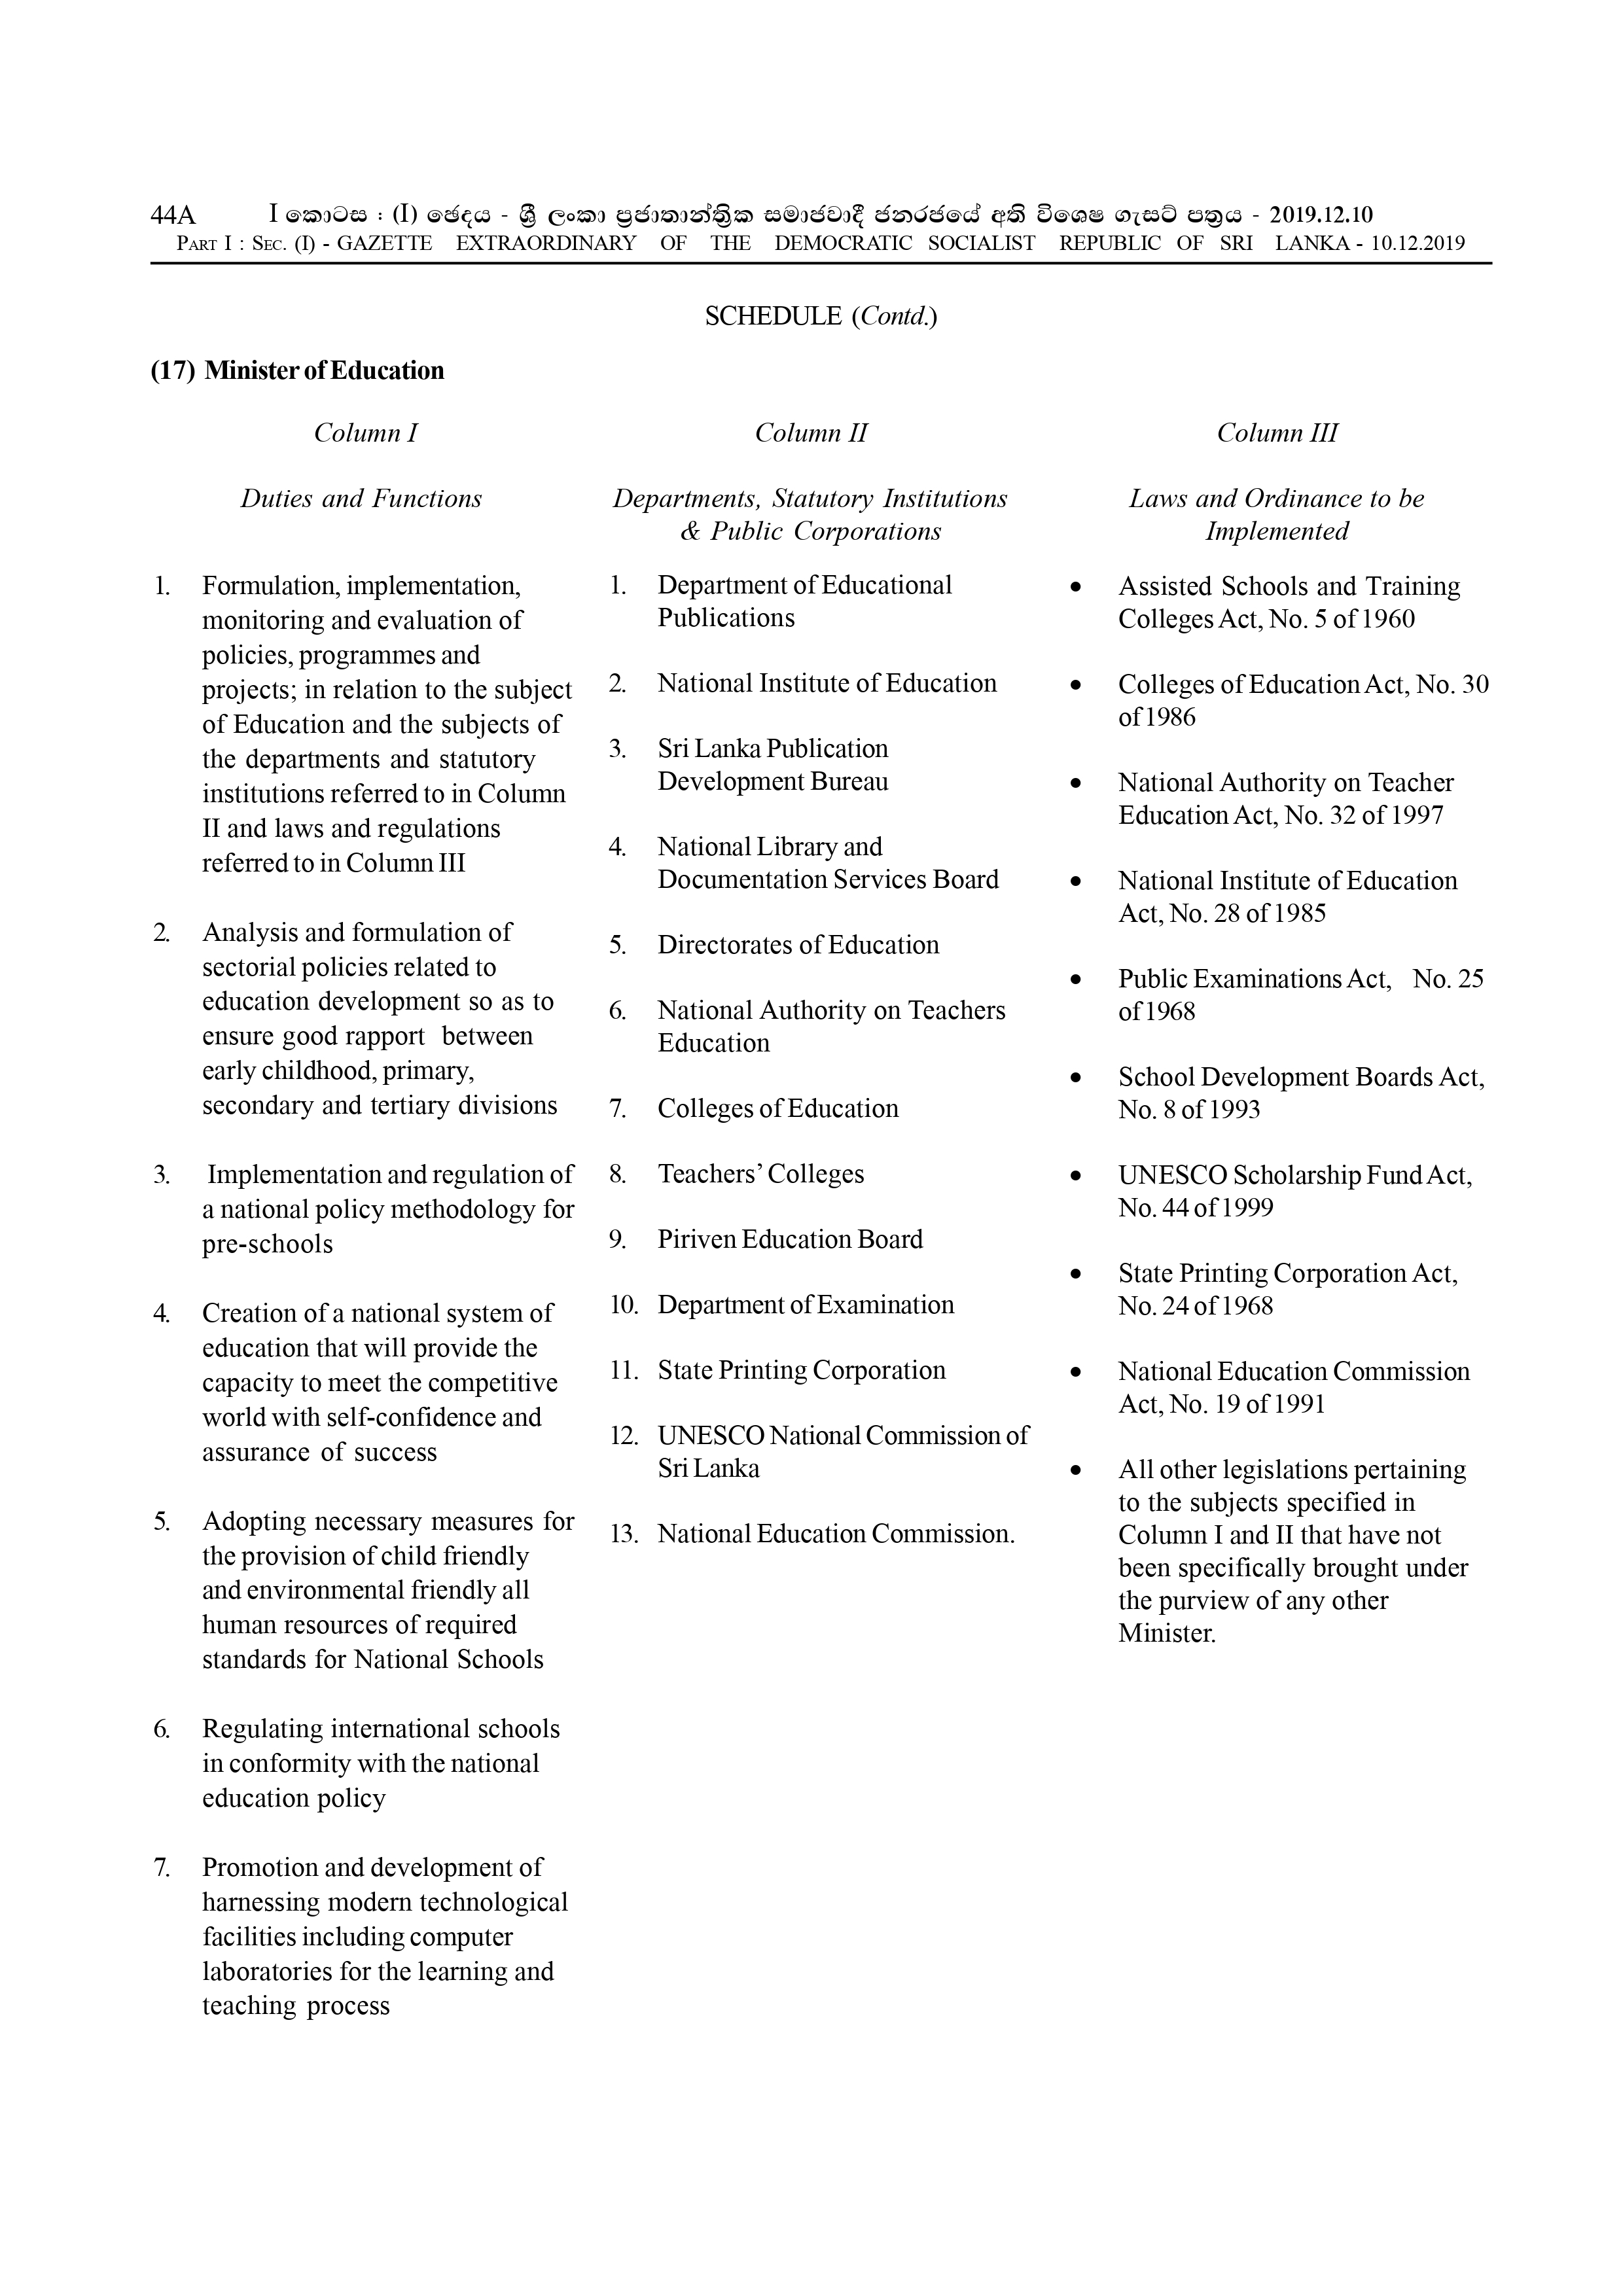 44A I කොටස : (I) ඡෙදය - ශ්‍රී ලංකා ප්‍රජාතාන්ත්‍රික සමාජවාදී ජනරජයේ අති විශෙෂ ගැසට් පත්‍රය - 2019.12.10
PART I : SEC. (I) - GAZETTE EXTRAORDINARY OF THE DEMOCRATIC SOCIALIST REPUBLIC OF SRI LANKA - 10.12.2019
SCHEDULE (Contd.)
(17) Minister of Education
Column I
Duties and Functions
1. Formulation, implementation,
monitoring and evaluation of
policies, programmes and
projects; in relation to the subject
of Education and the subjects of
the departments and statutory
institutions referred to in Column
II and laws and regulations
referred to in Column III
2. Analysis and formulation of
sectorial policies related to
education development so as to
ensure good rapport between
early childhood, primary,
secondary and tertiary divisions
3. Implementation and regulation of
a national policy methodology for
pre-schools
4. Creation of a national system of
education that will provide the
capacity to meet the competitive
world with self-confidence and
assurance of success
5. Adopting necessary measures for
the provision of child friendly
and environmental friendly all
human resources of required
standards for National Schools
6. Regulating international schools
in conformity with the national
education policy
7. Promotion and development of
harnessing modern technological
facilities including computer
laboratories for the learning and
teaching process
Column II
Departments, Statutory Institutions
& Public Corporations
1. Department of Educational
Publications
2. National Institute of Education
3. Sri Lanka Publication
Development Bureau
4. National Library and
Documentation Services Board
5. Directorates of Education
6. National Authority on Teachers
Education
7. Colleges of Education
8. Teachers’ Colleges
9. Piriven Education Board
10. Department of Examination
11. State Printing Corporation
12. UNESCO National Commission of
Sri Lanka
13. National Education Commission.
Column III
Laws and Ordinance to be
Implemented
• Assisted Schools and Training
Colleges Act, No. 5 of 1960
• Colleges of Education Act, No. 30
of 1986
• National Authority on Teacher
Education Act, No. 32 of 1997
• National Institute of Education
Act, No. 28 of 1985
• Public Examinations Act, No. 25
of 1968
• School Development Boards Act,
No. 8 of 1993
• UNESCO Scholarship Fund Act,
No. 44 of 1999
• State Printing Corporation Act,
No. 24 of 1968
• National Education Commission
Act, No. 19 of 1991
• All other legislations pertaining
to the subjects specified in
Column I and II that have not
been specifically brought under
the purview of any other
Minister.